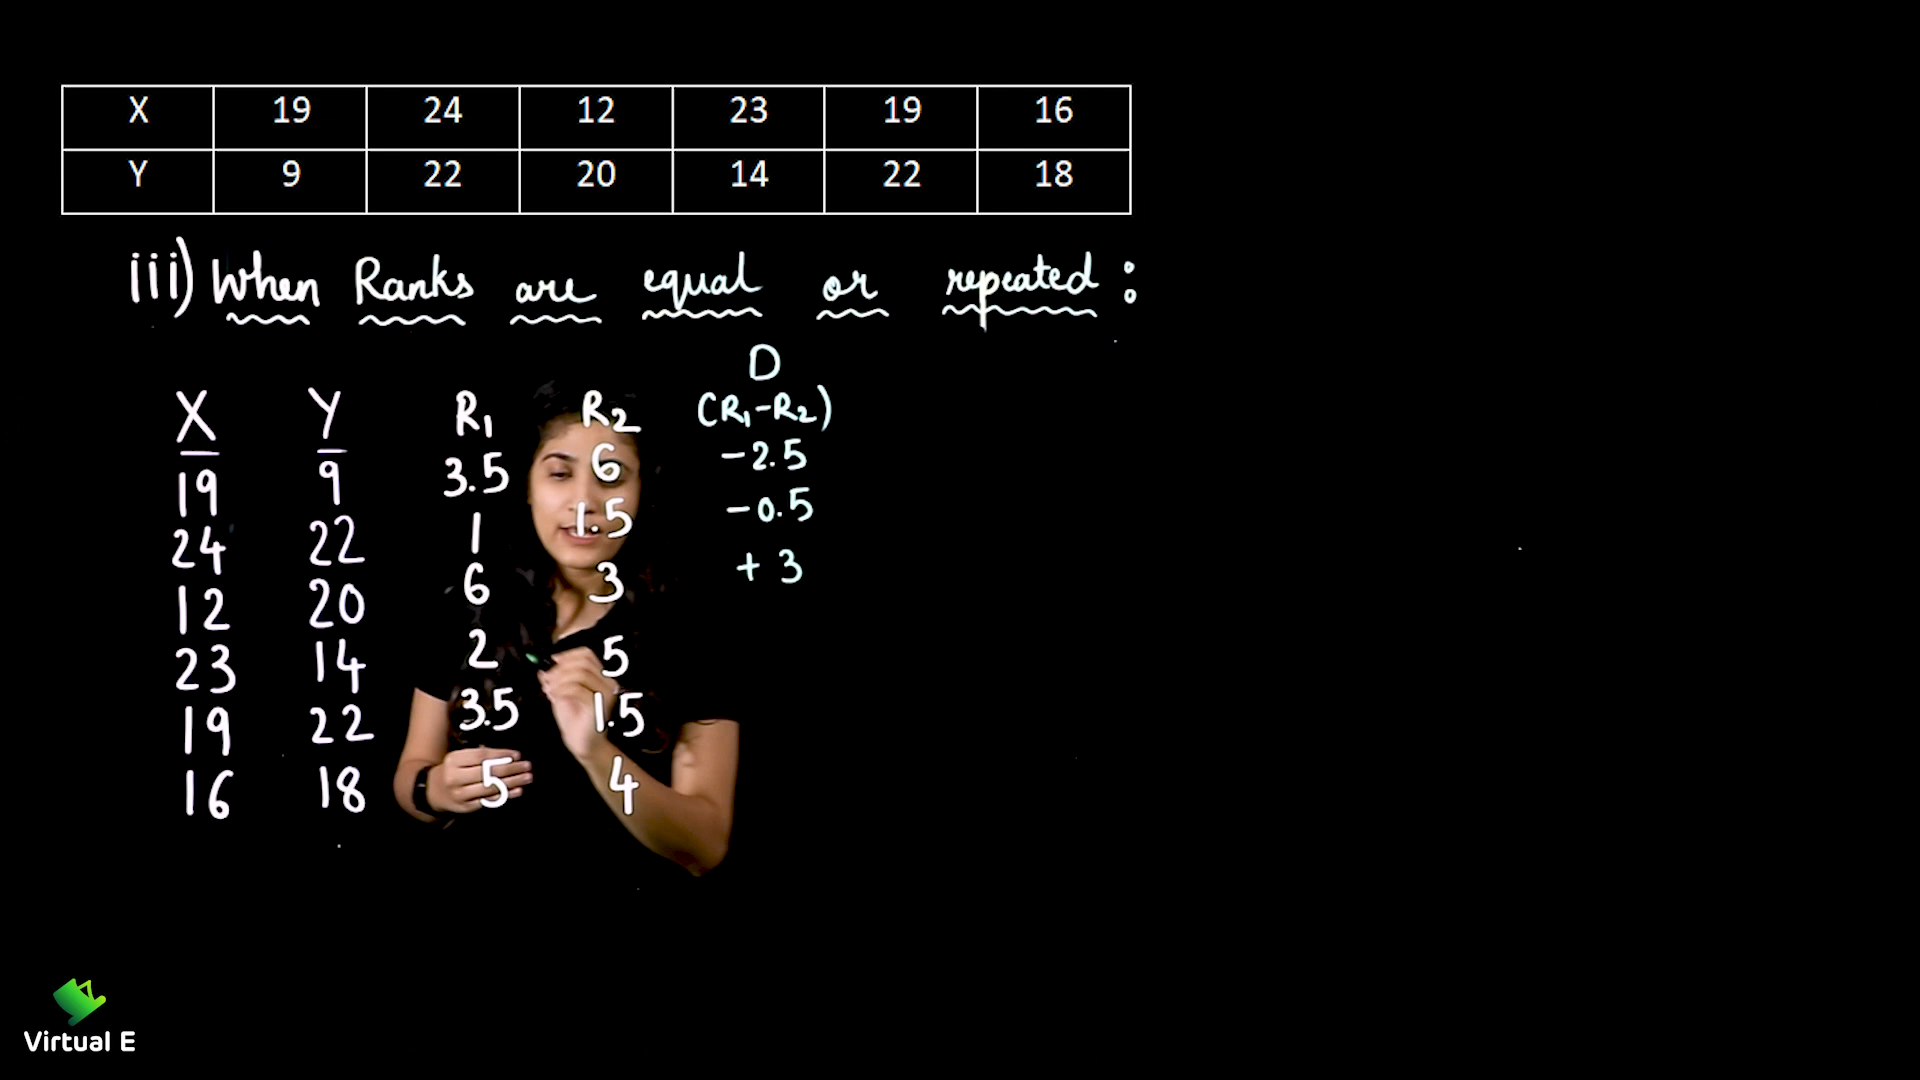 X 19 24 12 23 19 16
Y 9 22 20 14 22 18
iii) When Ranks are equal or repeated :
D
X Y R₁ R₂ (R₁-R₂)
19 9 3.5 6 -2.5
24 22 1 1.5 -0.5
12 20 6 3 +3
23 14 2 5
19 22 3.5 1.5
16 18 5 4
Virtual E